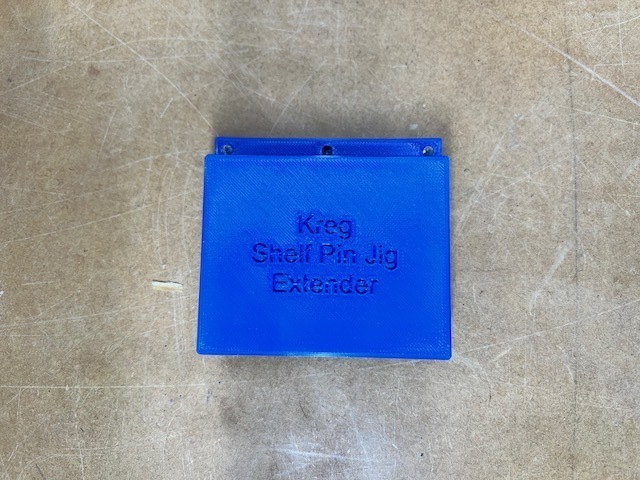 Kreg
Shelf Pin Jig
Extender